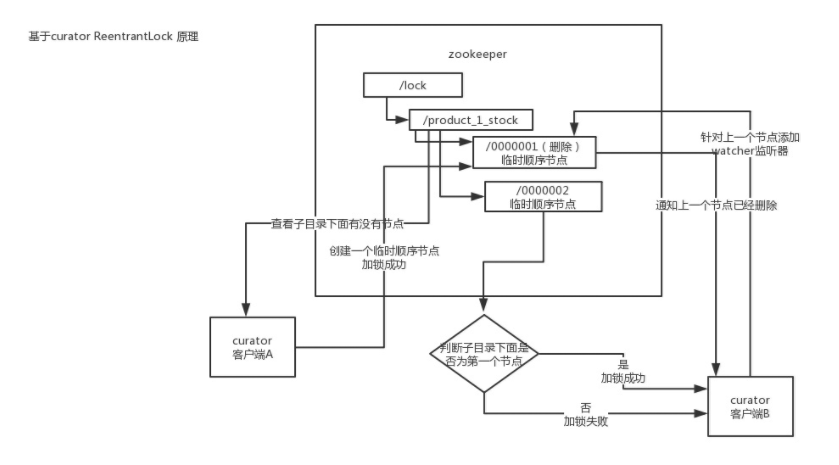 基于curator ReentrantLock 原理
zookeeper
/lock
/product_1_stock
/0000001（删除）
临时顺序节点
针对上一个节点添加
watcher监听器
/0000002
临时顺序节点
通知上一个节点已经删除
查看子目录下面有没有节点
创建一个临时顺序节点
加锁成功
curator
客户端A
判断子目录下面是
否为第一个节点
是
加锁成功
curator
客户端B
否
加锁失败